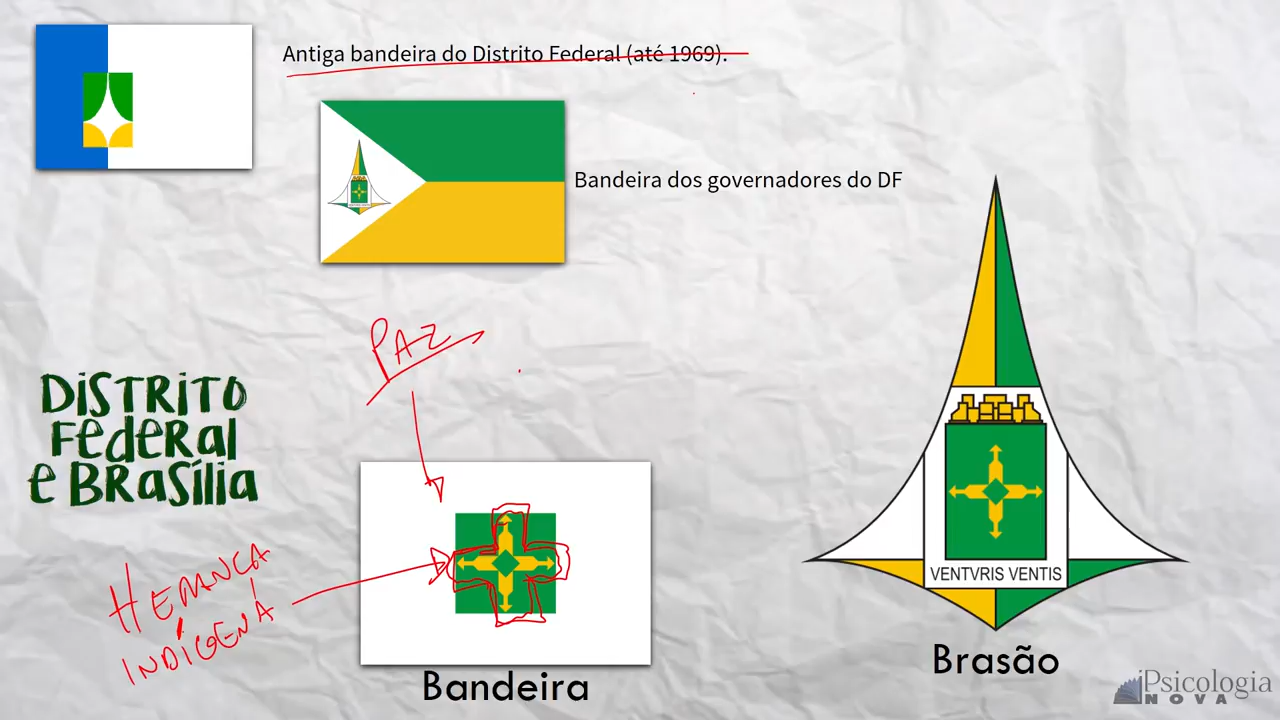 Antiga bandeira do Distrito Federal (até 1969).
Bandeira dos governadores do DF
PAZ
DISTRITO
FEDERAL
E BRASÍLIA
HERANÇA
INDÍGENA
VENTVRIS VENTIS
Bandeira
Brasão
Psicologia
NOVA